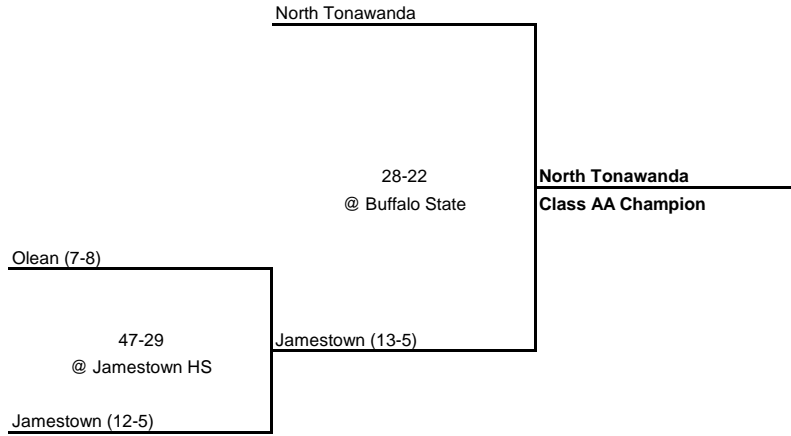 North Tonawanda
28-22
North Tonawanda
@ Buffalo State
Class AA Champion
Olean (7-8)
47-29
Jamestown (13-5)
@ Jamestown HS
Jamestown (12-5)